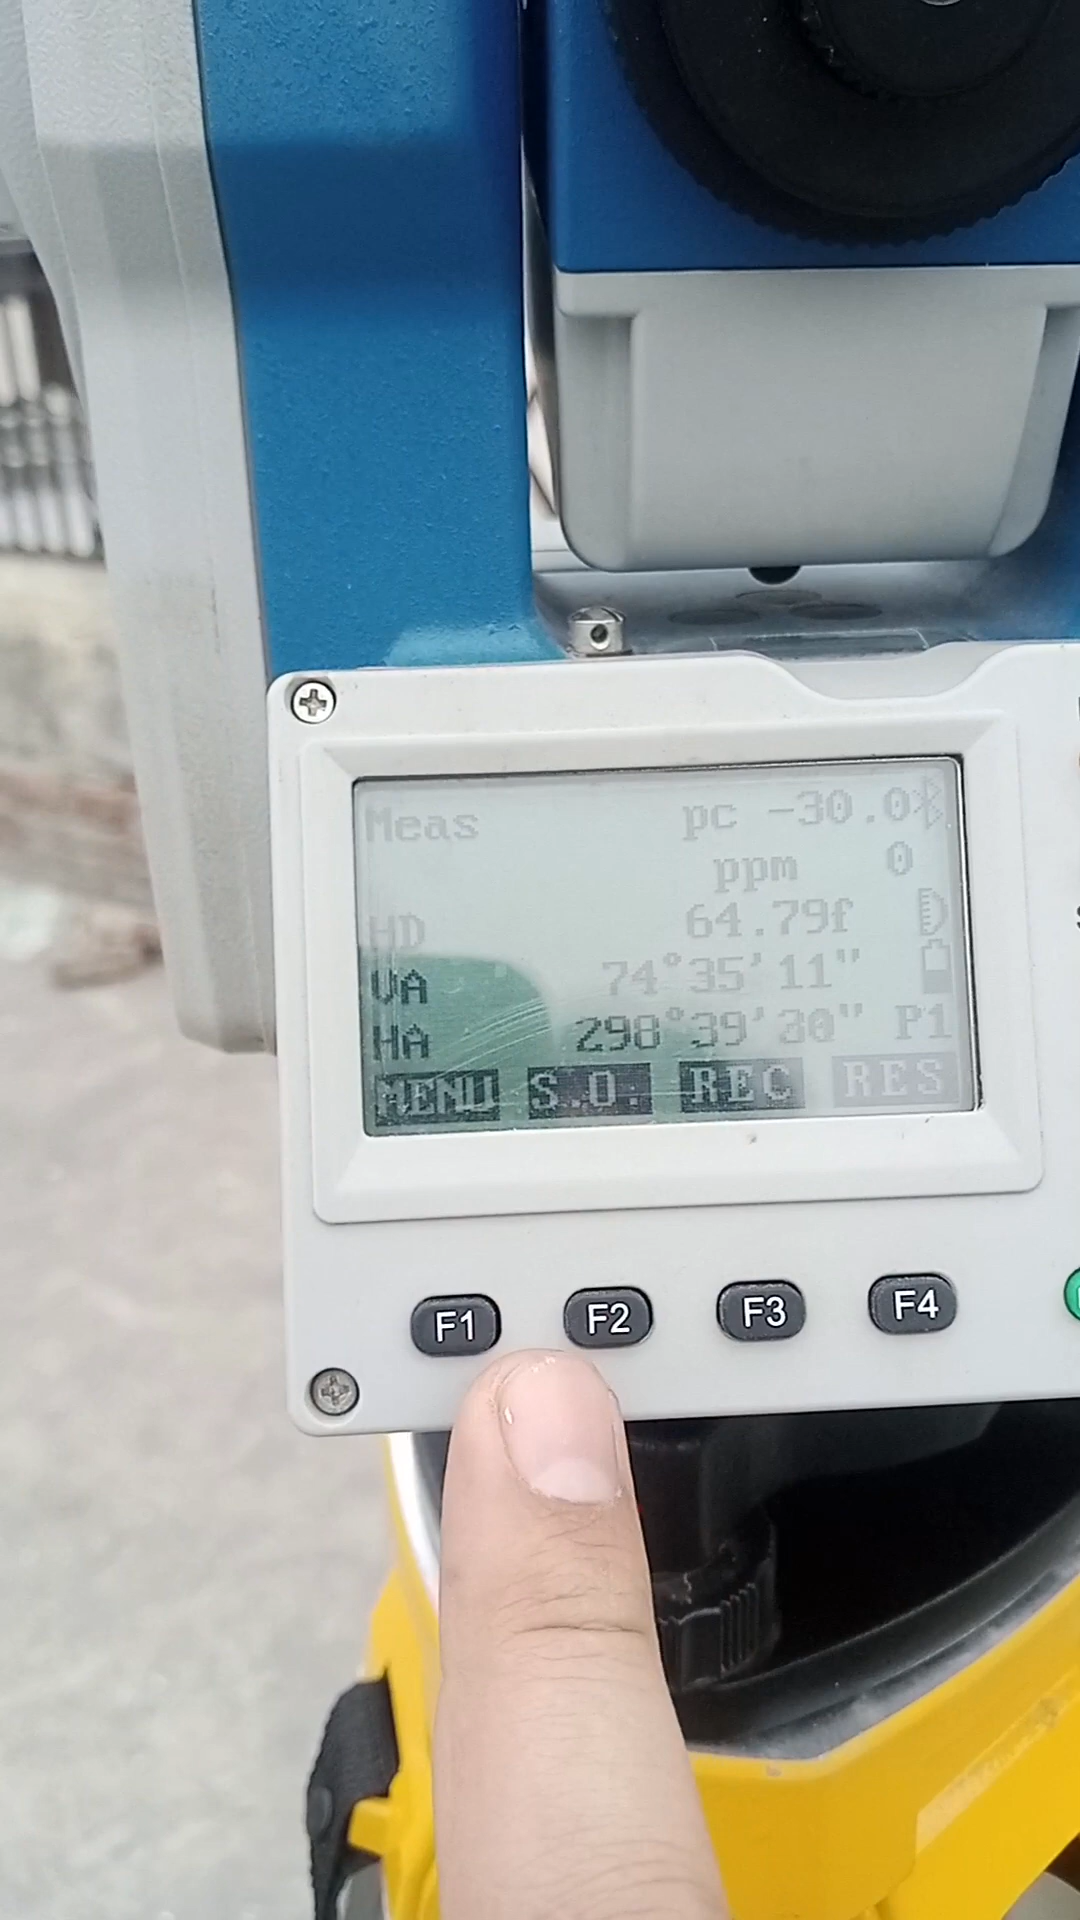 Meas pc -30.0
ppm 0
HD 64.79f
VA 74°35'11"
HA 298°39'30" P1
MENU S.O. REC RES
F1 F2 F3 F4